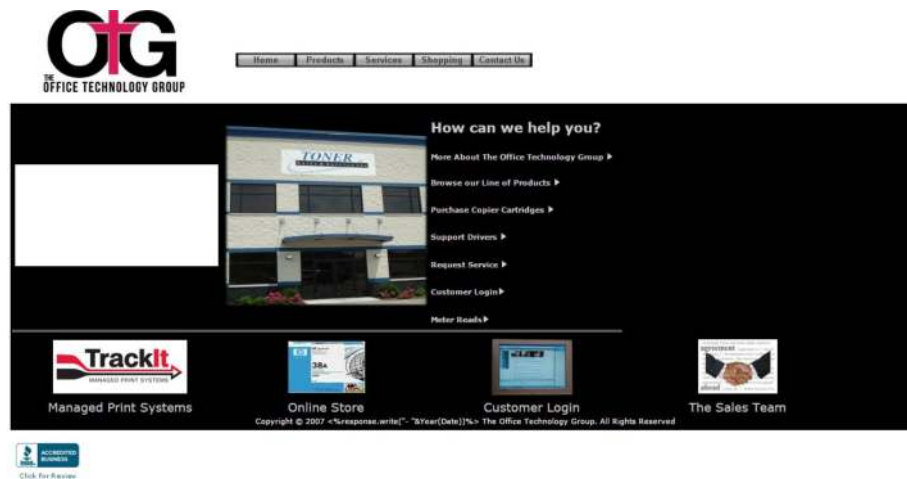 OTG
THE
OFFICE TECHNOLOGY GROUP
Home Products Services Shopping Contact Us
How can we help you?
TONER
More About The Office Technology Group
Browse our Line of Products
Purchase Copier Cartridges
Support Drivers
Request Service
Customer Login
Meter Reads
TrackIt
MANAGED PRINT SYSTEMS
38A
agreement
Managed Print Systems
Online Store
Customer Login
The Sales Team
Copyright © 2007 <%response.write("- "&Year(Date))%> The Office Technology Group. All Rights Reserved
ACCREDITED
BUSINESS
BBB
Click for Review